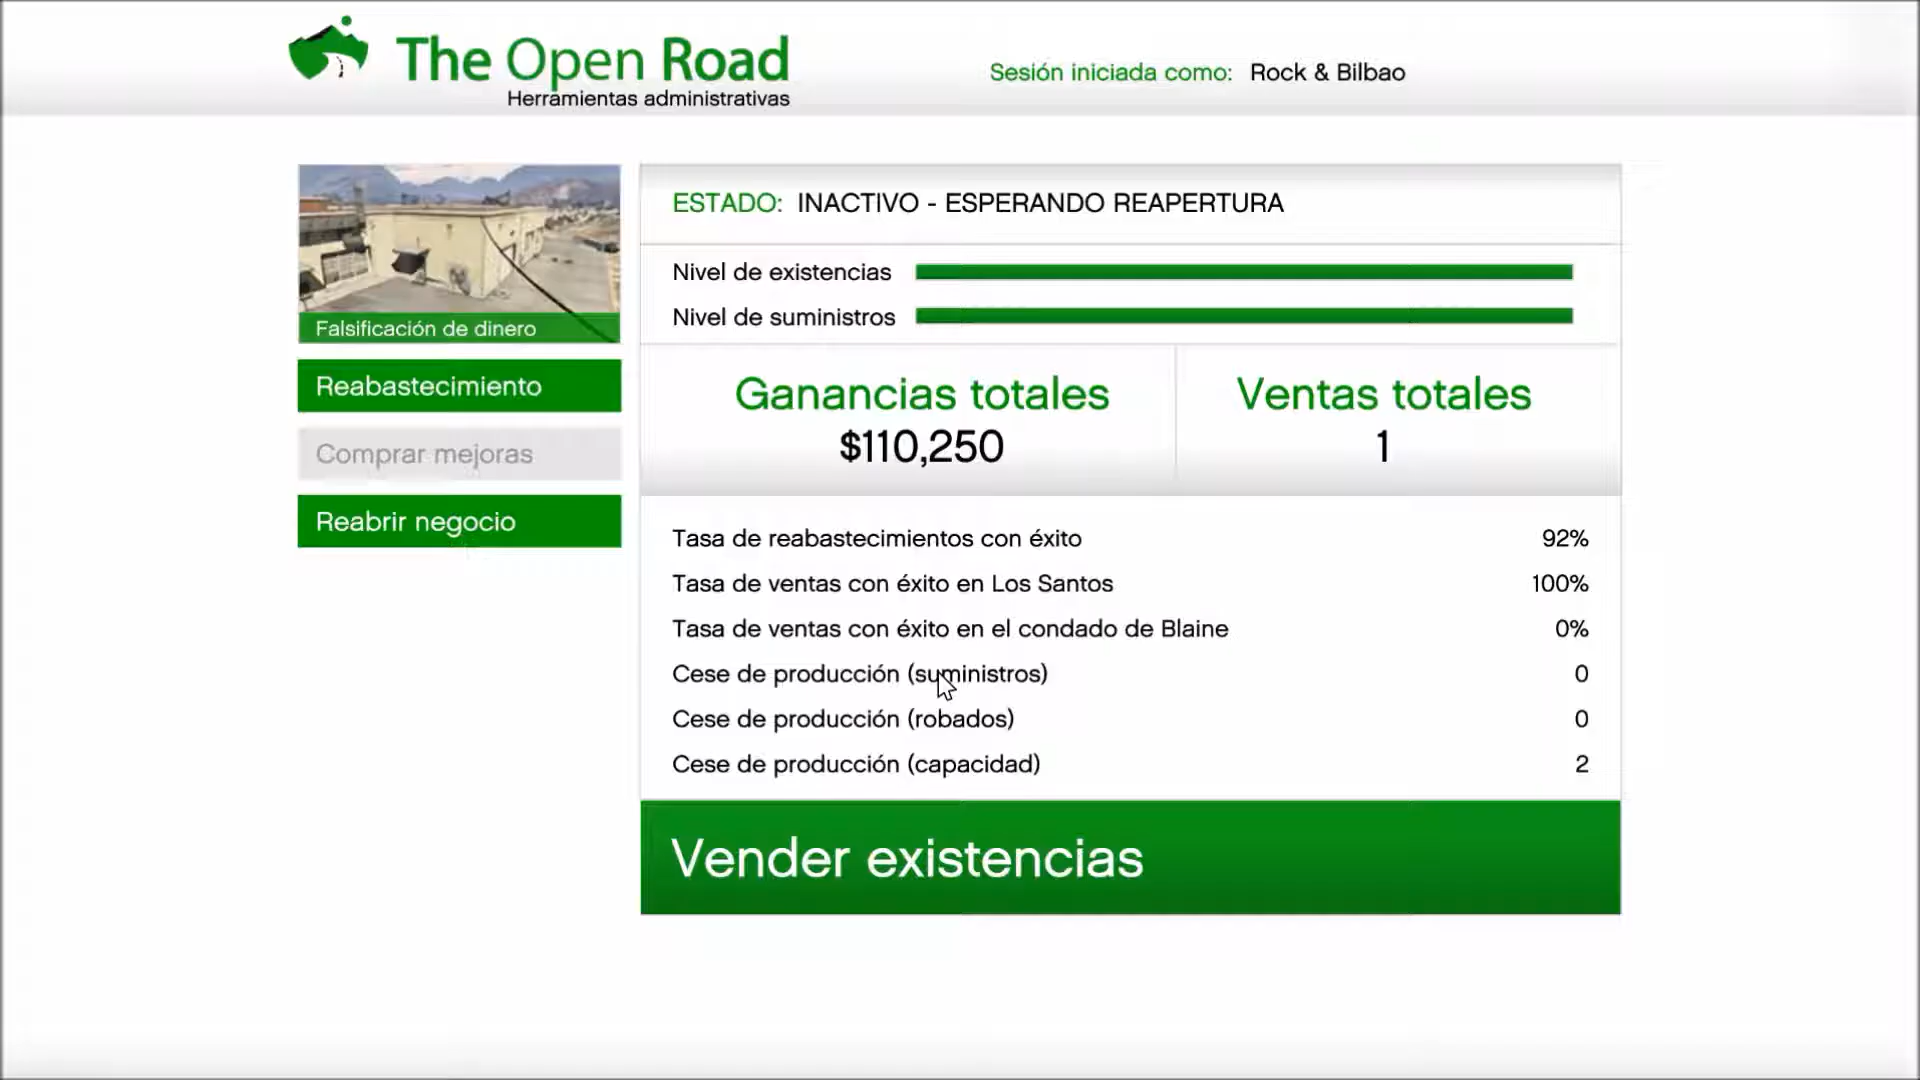 The Open Road
Herramientas administrativas
Sesión iniciada como: Rock & Bilbao
Falsificación de dinero
Reabastecimiento
Comprar mejoras
Reabrir negocio
ESTADO: INACTIVO - ESPERANDO REAPERTURA
Nivel de existencias
Nivel de suministros
Ganancias totales
$110,250
Ventas totales
1
Tasa de reabastecimientos con éxito 92%
Tasa de ventas con éxito en Los Santos 100%
Tasa de ventas con éxito en el condado de Blaine 0%
Cese de producción (suministros) 0
Cese de producción (robados) 0
Cese de producción (capacidad) 2
Vender existencias